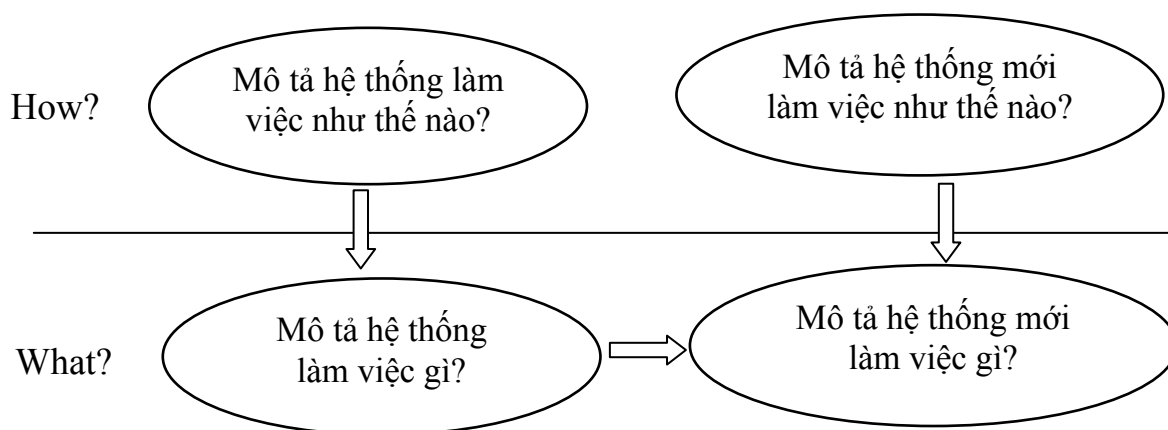 How?
Mô tả hệ thống làm
việc như thế nào?
Mô tả hệ thống mới
làm việc như thế nào?
What?
Mô tả hệ thống
làm việc gì?
Mô tả hệ thống mới
làm việc gì?